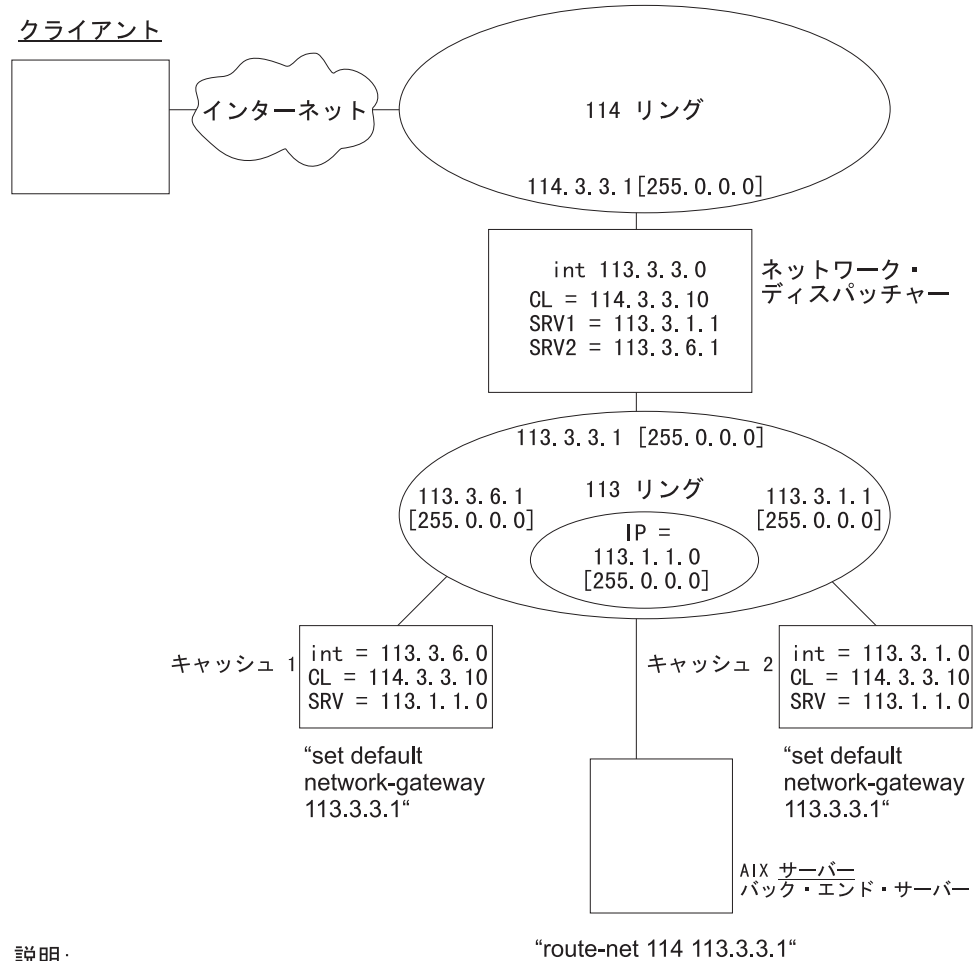 クライアント
インターネット
114 リング
114.3.3.1[255.0.0.0]
int 113.3.3.0
CL = 114.3.3.10
SRV1 = 113.3.1.1
SRV2 = 113.3.6.1
ネットワーク・
ディスパッチャー
113.3.3.1 [255.0.0.0]
113 リング
113.3.6.1
[255.0.0.0]
113.3.1.1
[255.0.0.0]
IP =
113.1.1.0
[255.0.0.0]
キャッシュ 1
int = 113.3.6.0
CL = 114.3.3.10
SRV = 113.1.1.0
“set default
network-gateway
113.3.3.1“
キャッシュ 2
int = 113.3.1.0
CL = 114.3.3.10
SRV = 113.1.1.0
“set default
network-gateway
113.3.3.1“
AIX サーバー
バック・エンド・サーバー
“route-net 114 113.3.3.1“
説明: